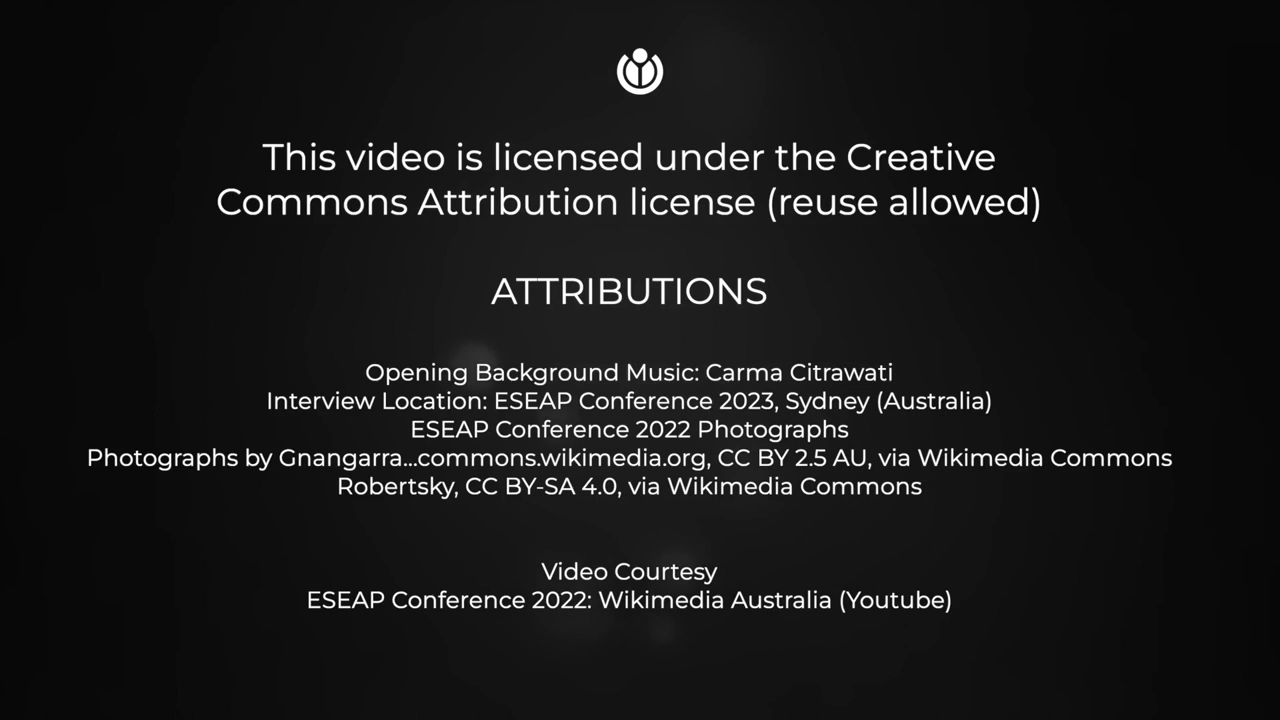 This video is licensed under the Creative
Commons Attribution license (reuse allowed)
ATTRIBUTIONS
Opening Background Music: Carma Citrawati
Interview Location: ESEAP Conference 2023, Sydney (Australia)
ESEAP Conference 2022 Photographs
Photographs by Gnangarra...commons.wikimedia.org, CC BY 2.5 AU, via Wikimedia Commons
Robertsky, CC BY-SA 4.0, via Wikimedia Commons
Video Courtesy
ESEAP Conference 2022: Wikimedia Australia (Youtube)